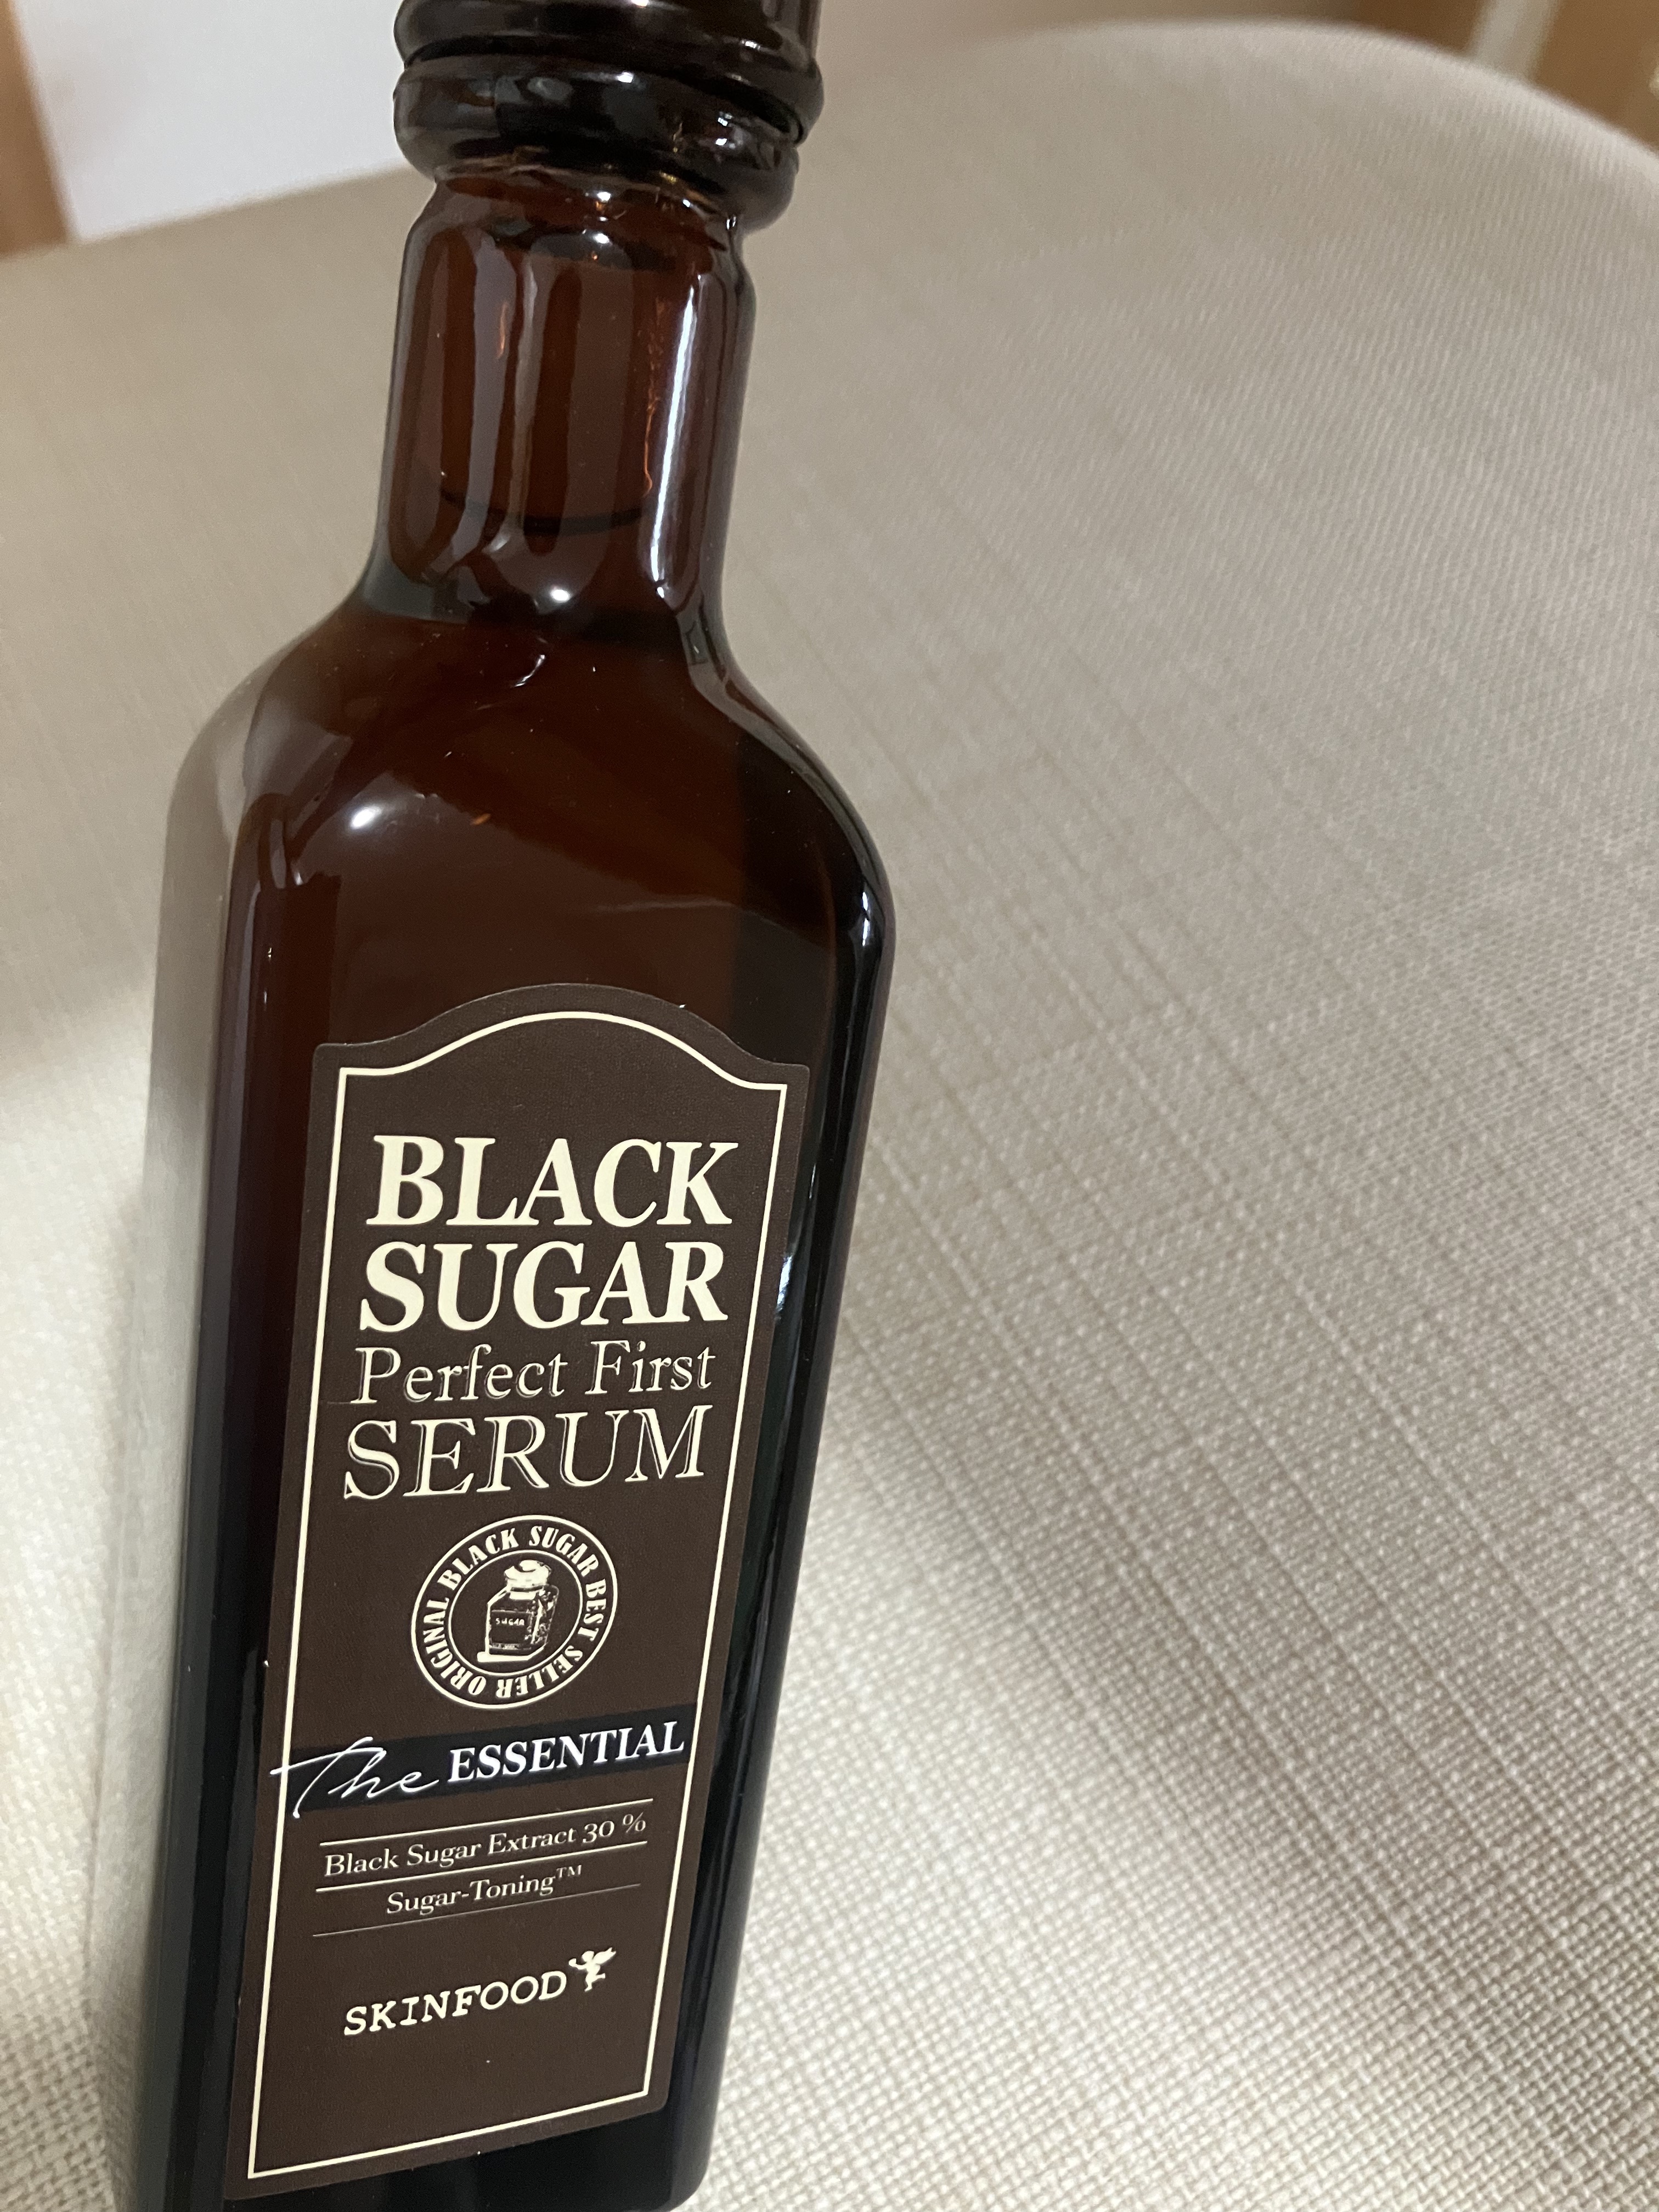 BLACK
SUGAR
Perfect First
SERUM
ORIGINAL BLACK SUGAR BEST SELLER
SUGAR
The ESSENTIAL
Black Sugar Extract 30 %
Sugar-Toning™
SKINFOOD